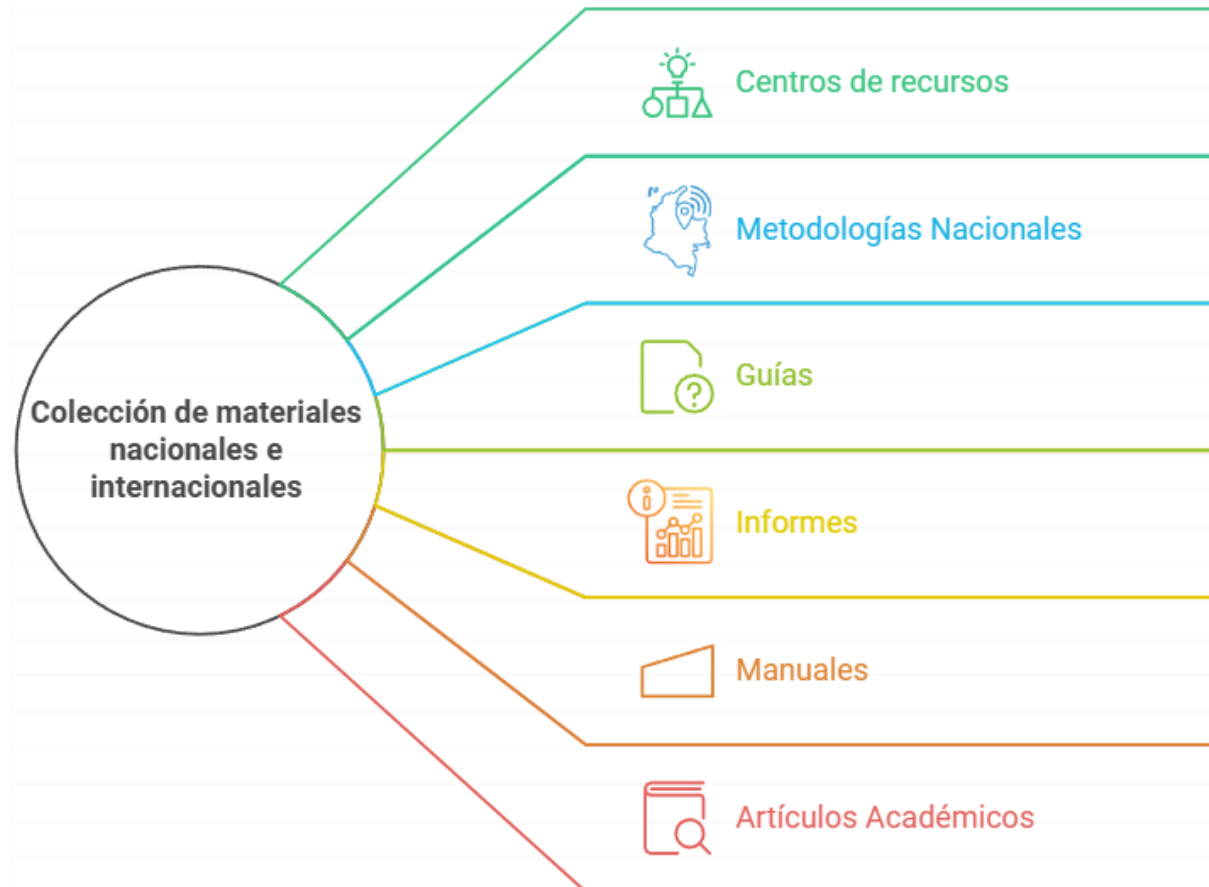 Centros de recursos
Metodologías Nacionales
Guías
Colección de materiales
nacionales e
internacionales
Informes
Manuales
Artículos Académicos